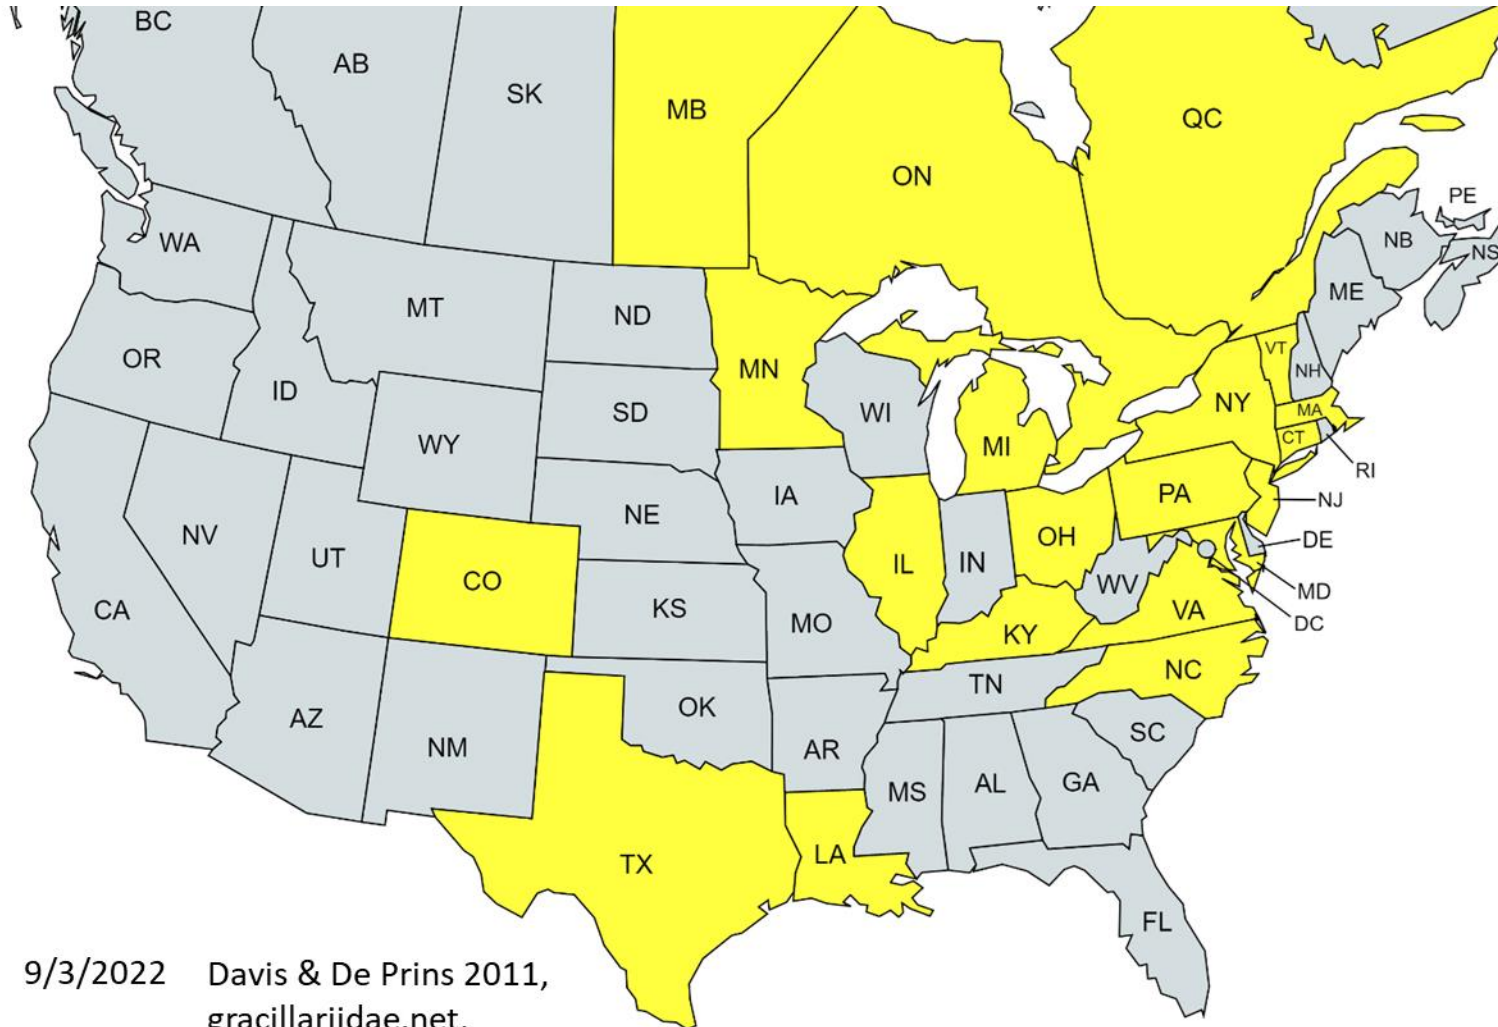 BC
AB
SK
MB
ON
QC
PE
NB
NS
WA
MT
ND
ME
OR
ID
MN
VT
NH
WY
SD
WI
NY
MA
MI
CT
RI
IA
PA
NJ
NV
NE
UT
CO
IL
IN
OH
DE
CA
KS
MO
WV
MD
VA
DC
KY
AZ
NM
OK
TN
NC
AR
SC
MS
AL
GA
TX
LA
FL
9/3/2022 Davis & De Prins 2011,
gracillariidae.net,